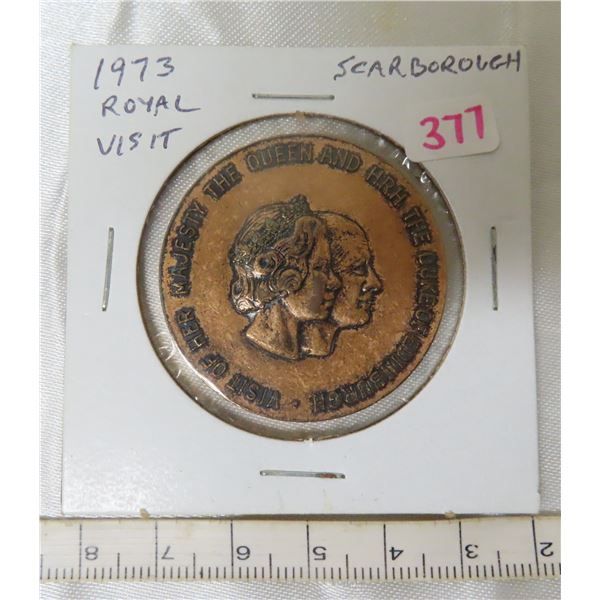 1973
ROYAL
VISIT
SCARBOROUGH
377
VISIT OF HER MAJESTY THE QUEEN AND HRH THE DUKE OF EDINBURGH •
8 7 6 5 4 3 2